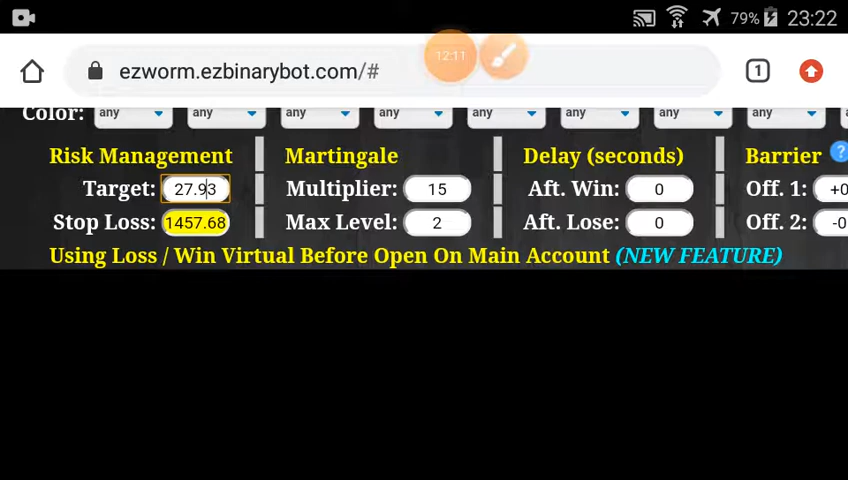 79% 23:22
ezworm.ezbinarybot.com/# 12:11 1
Color: any any any any any any any any
Risk Management Martingale Delay (seconds) Barrier ?
Target: 27.93 Multiplier: 15 Aft. Win: 0 Off. 1: +0
Stop Loss: 1457.68 Max Level: 2 Aft. Lose: 0 Off. 2: -0
Using Loss / Win Virtual Before Open On Main Account (NEW FEATURE)